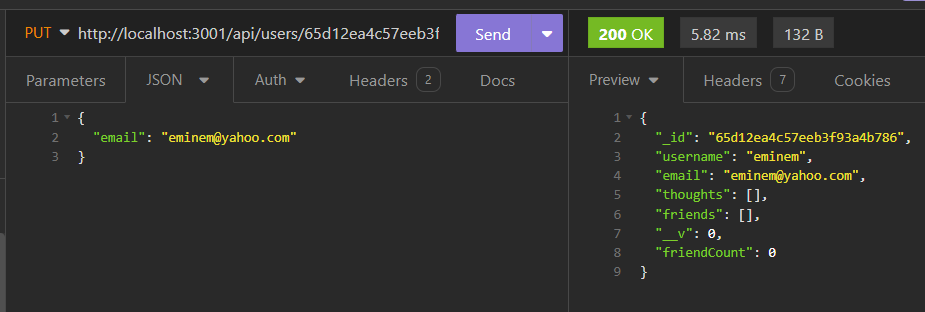 PUT http://localhost:3001/api/users/65d12ea4c57eeb3f Send 200 OK 5.82 ms 132 B
Parameters JSON Auth Headers 2 Docs Preview Headers 7 Cookies
1 {
2 "email": "eminem@yahoo.com"
3 }
1 {
2 "_id": "65d12ea4c57eeb3f93a4b786",
3 "username": "eminem",
4 "email": "eminem@yahoo.com",
5 "thoughts": [],
6 "friends": [],
7 "__v": 0,
8 "friendCount": 0
9 }